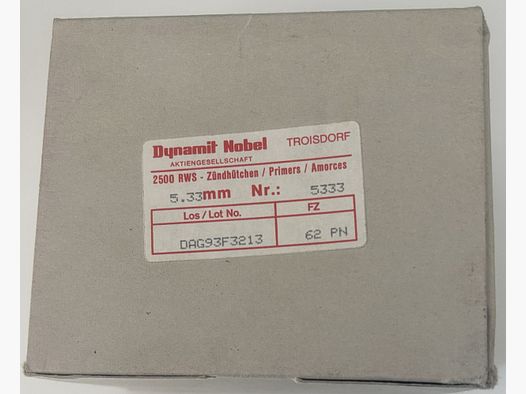 Dynamit Nobel TROISDORF
AKTIENGESELLSCHAFT
2500 RWS - Zündhütchen / Primers / Amorces
5.33mm Nr.: 5333
Los / Lot No. FZ
DAG93F3213 62 PN